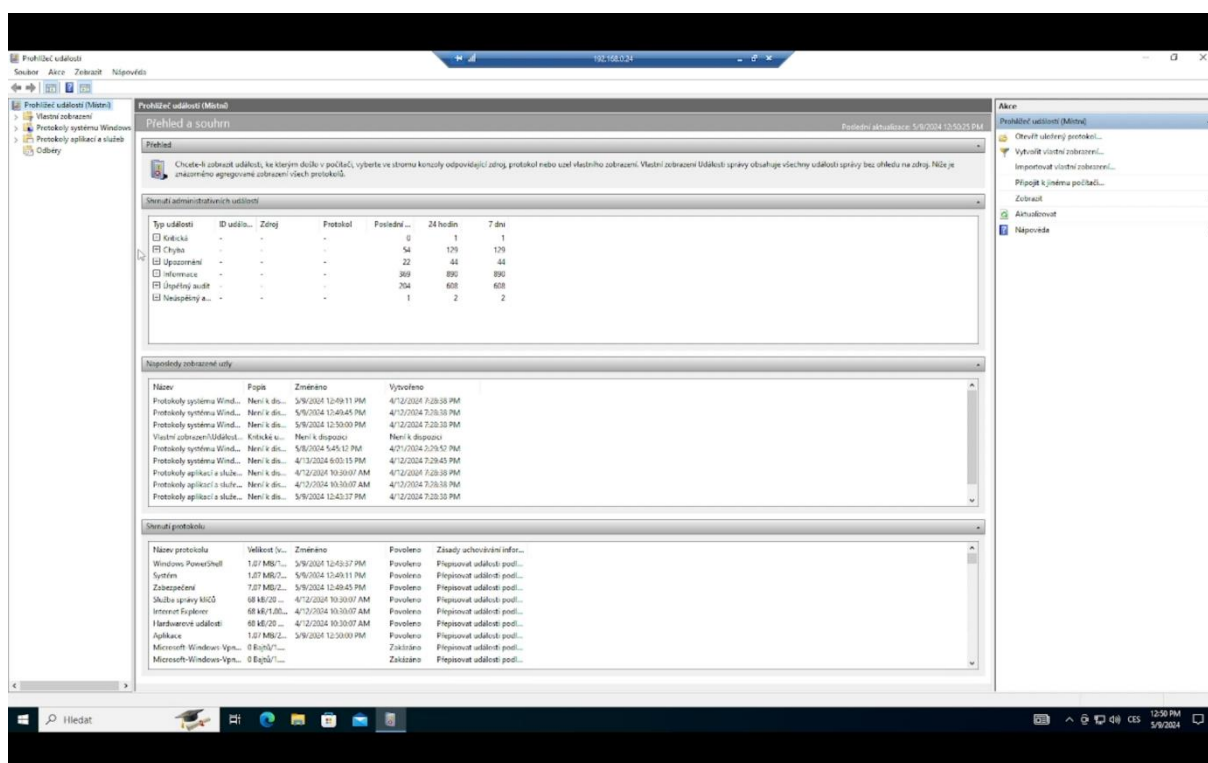 Prohlížeč událostí
192.168.0.24
Soubor Akce Zobrazit Nápověda
Prohlížeč událostí (Místní)
Vlastní zobrazení
Protokoly systému Windows
Protokoly aplikací a služeb
Odběry
Prohlížeč událostí (Místní)
Přehled a souhrn
Poslední aktualizace: 5/9/2024 12:50:25 PM
Přehled
Chcete-li zobrazit události, ke kterým došlo v počítači, vyberte ve stromu konzoly odpovídající zdroj, protokol nebo uzel vlastního zobrazení. Vlastní zobrazení Události správy obsahuje všechny události správy bez ohledu na zdroj. Níže je
znázorněno agregované zobrazení všech protokolů.
Shrnutí administrativních událostí
Typ události ID událo... Zdroj Protokol Poslední ... 24 hodin 7 dní
Kritická - - - 0 1 1
Chyba - - - 54 129 129
Upozornění - - - 22 44 44
Informace - - - 369 890 890
Úspěšný audit - - - 204 608 608
Neúspěšný a... - - - 1 2 2
Naposledy zobrazené uzly
Název Popis Změněno Vytvořeno
Protokoly systému Wind... Není k dis... 5/9/2024 12:49:11 PM 4/12/2024 7:28:38 PM
Protokoly systému Wind... Není k dis... 5/9/2024 12:49:45 PM 4/12/2024 7:28:38 PM
Protokoly systému Wind... Není k dis... 5/9/2024 12:50:00 PM 4/12/2024 7:28:38 PM
Vlastní zobrazení\Událost... Kritické u... Není k dispozici Není k dispozici
Protokoly systému Wind... Není k dis... 5/8/2024 5:45:12 PM 4/21/2024 2:29:52 PM
Protokoly systému Wind... Není k dis... 4/13/2024 6:03:15 PM 4/12/2024 7:29:45 PM
Protokoly aplikací a služe... Není k dis... 4/12/2024 10:30:07 AM 4/12/2024 7:28:38 PM
Protokoly aplikací a služe... Není k dis... 4/12/2024 10:30:07 AM 4/12/2024 7:28:38 PM
Protokoly aplikací a služe... Není k dis... 5/9/2024 12:43:37 PM 4/12/2024 7:28:38 PM
Shrnutí protokolu
Název protokolu Velikost (v... Změněno Povoleno Zásady uchovávání infor...
Windows PowerShell 1.07 MB/1... 5/9/2024 12:43:37 PM Povoleno Přepisovat události podl...
Systém 1.07 MB/2... 5/9/2024 12:49:11 PM Povoleno Přepisovat události podl...
Zabezpečení 7.07 MB/2... 5/9/2024 12:49:45 PM Povoleno Přepisovat události podl...
Služba správy klíčů 68 kB/20 ... 4/12/2024 10:30:07 AM Povoleno Přepisovat události podl...
Internet Explorer 68 kB/1.00... 4/12/2024 10:30:07 AM Povoleno Přepisovat události podl...
Hardwarové události 68 kB/20 ... 4/12/2024 10:30:07 AM Povoleno Přepisovat události podl...
Aplikace 1.07 MB/2... 5/9/2024 12:50:00 PM Povoleno Přepisovat události podl...
Microsoft-Windows-Vpn... 0 Bajtů/1.... Zakázáno Přepisovat události podl...
Microsoft-Windows-Vpn... 0 Bajtů/1.... Zakázáno Přepisovat události podl...
Akce
Prohlížeč událostí (Místní)
Otevřít uložený protokol...
Vytvořit vlastní zobrazení...
Importovat vlastní zobrazení...
Připojit k jinému počítači...
Zobrazit
Aktualizovat
Nápověda
Hledat
CES
12:50 PM
5/9/2024